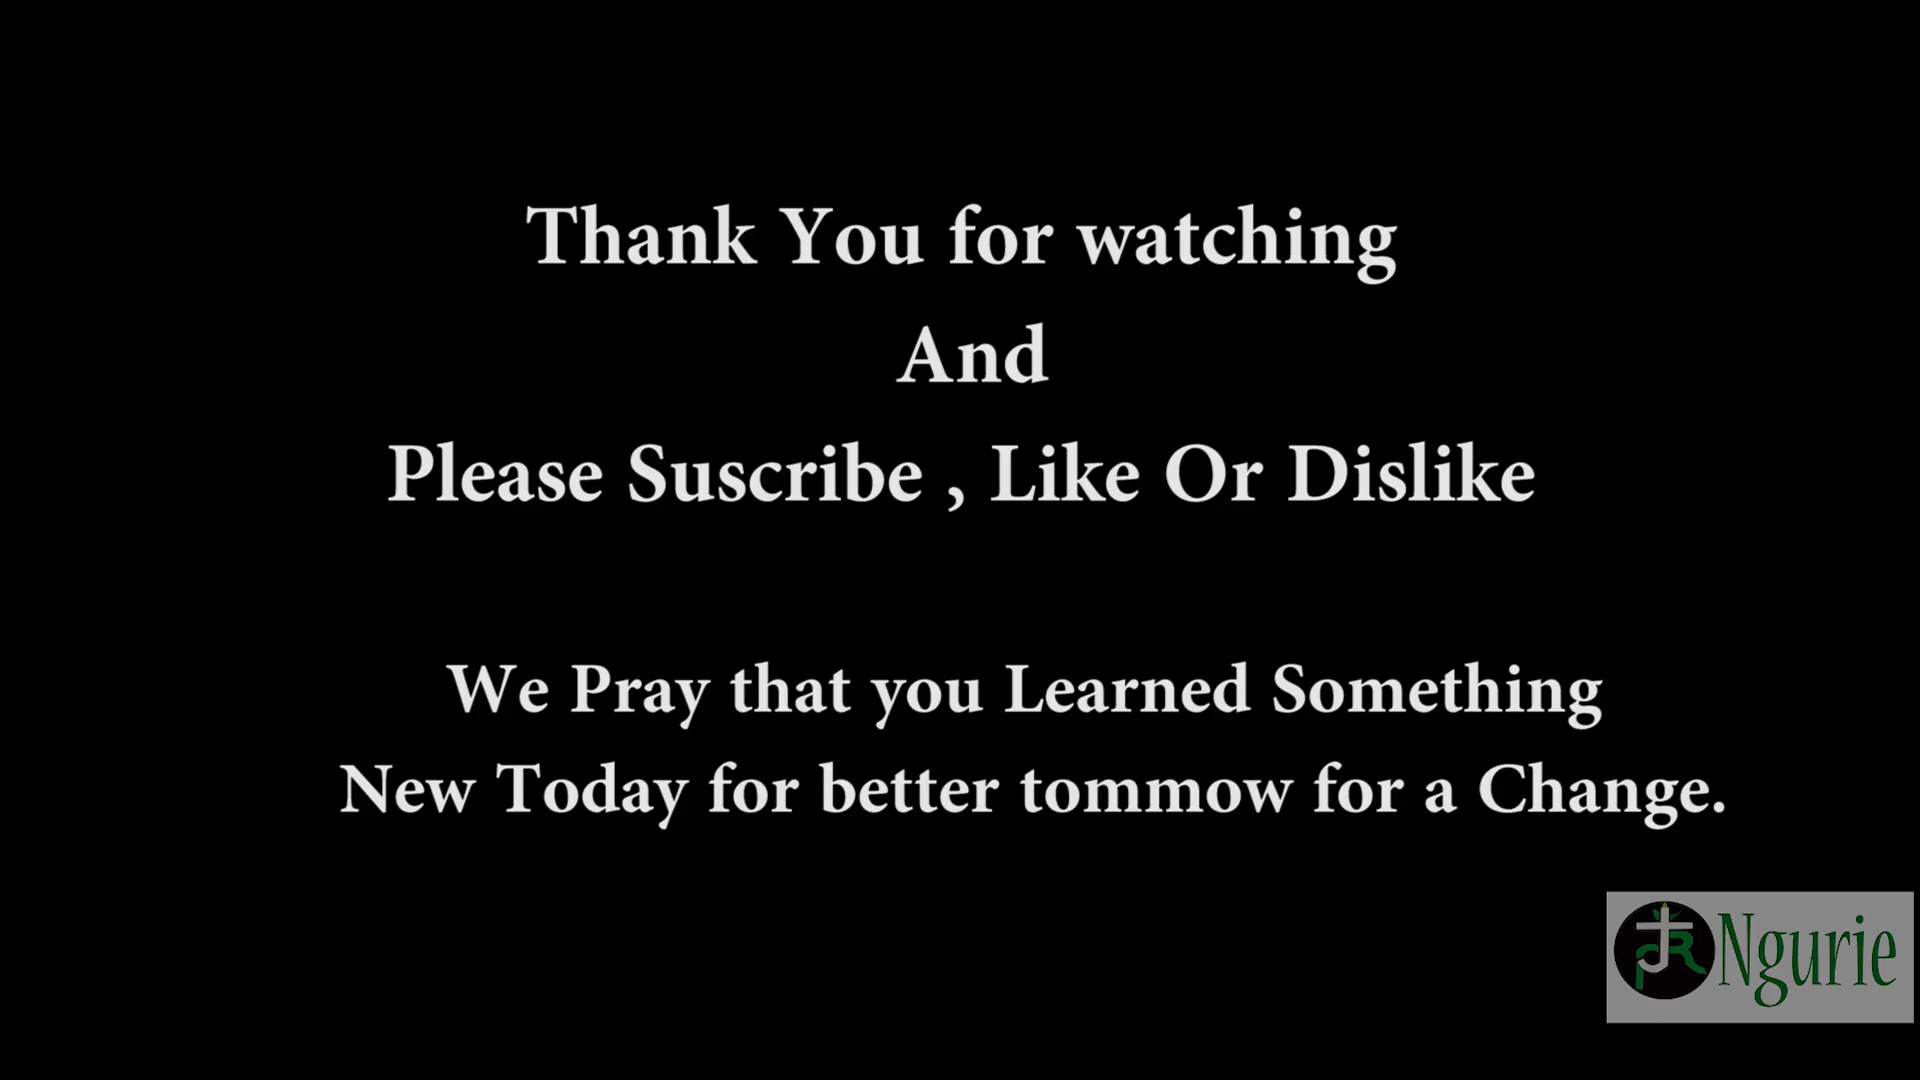 Thank You for watching
And
Please Suscribe , Like Or Dislike
We Pray that you Learned Something
New Today for better tommow for a Change.
Ngurie